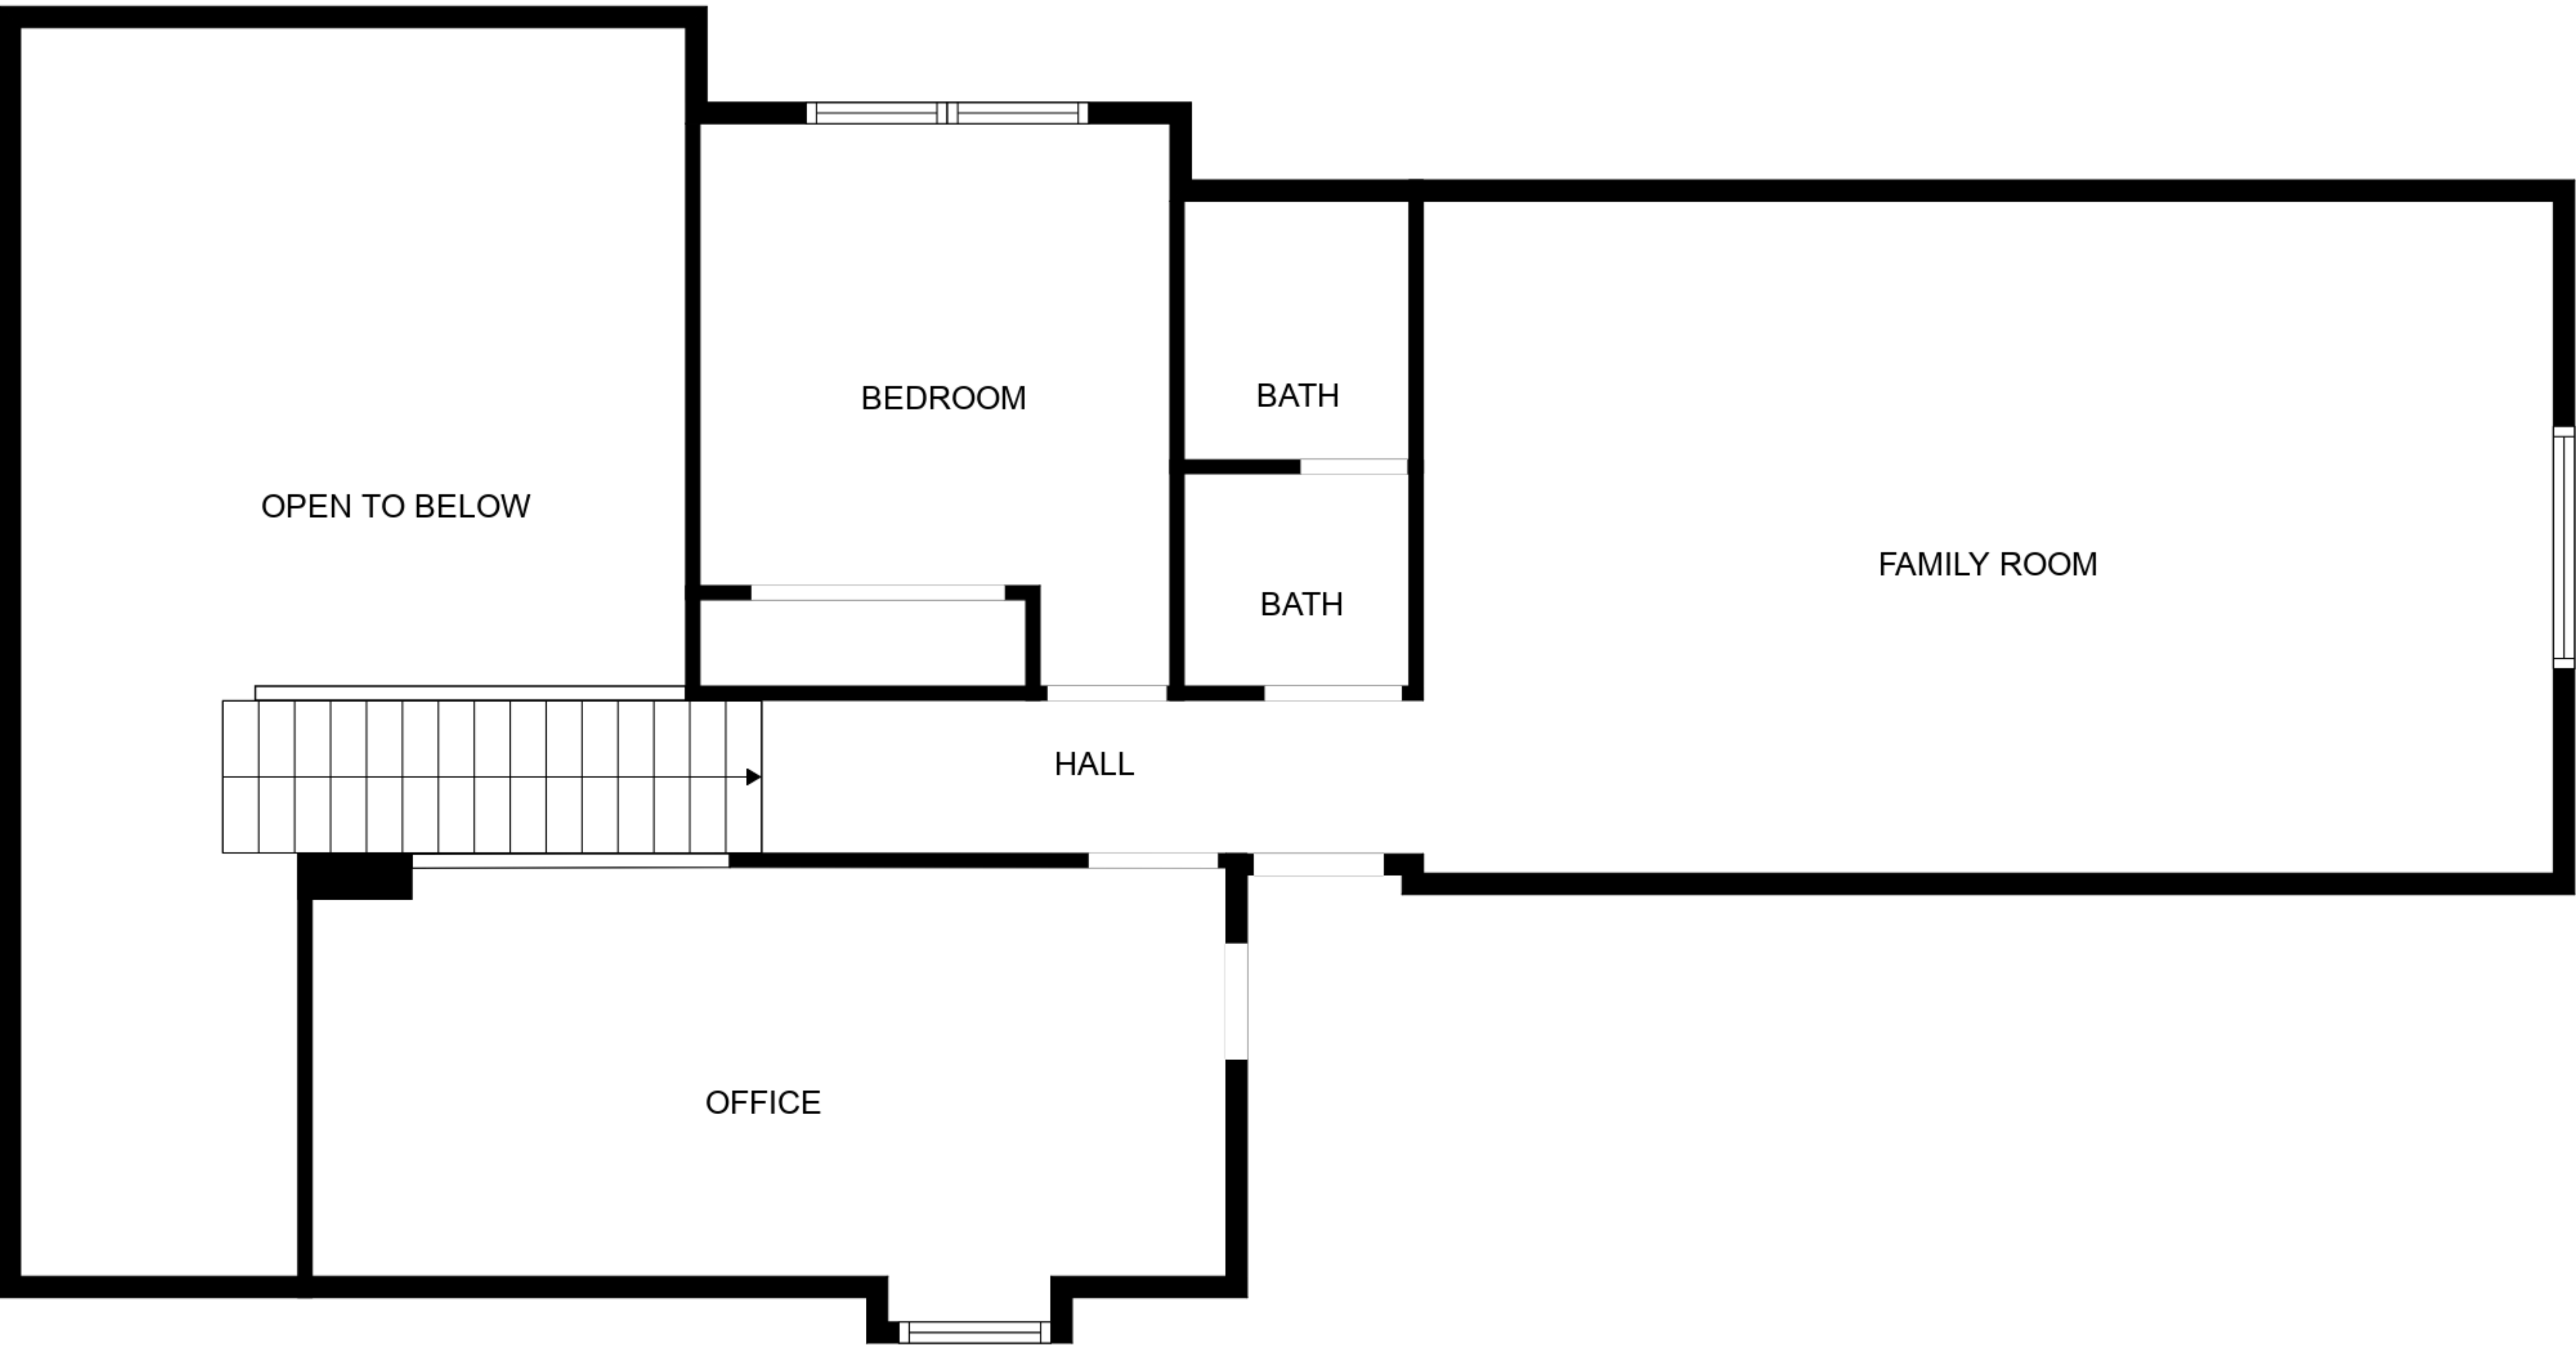 BEDROOM
BATH
OPEN TO BELOW
FAMILY ROOM
BATH
HALL
OFFICE